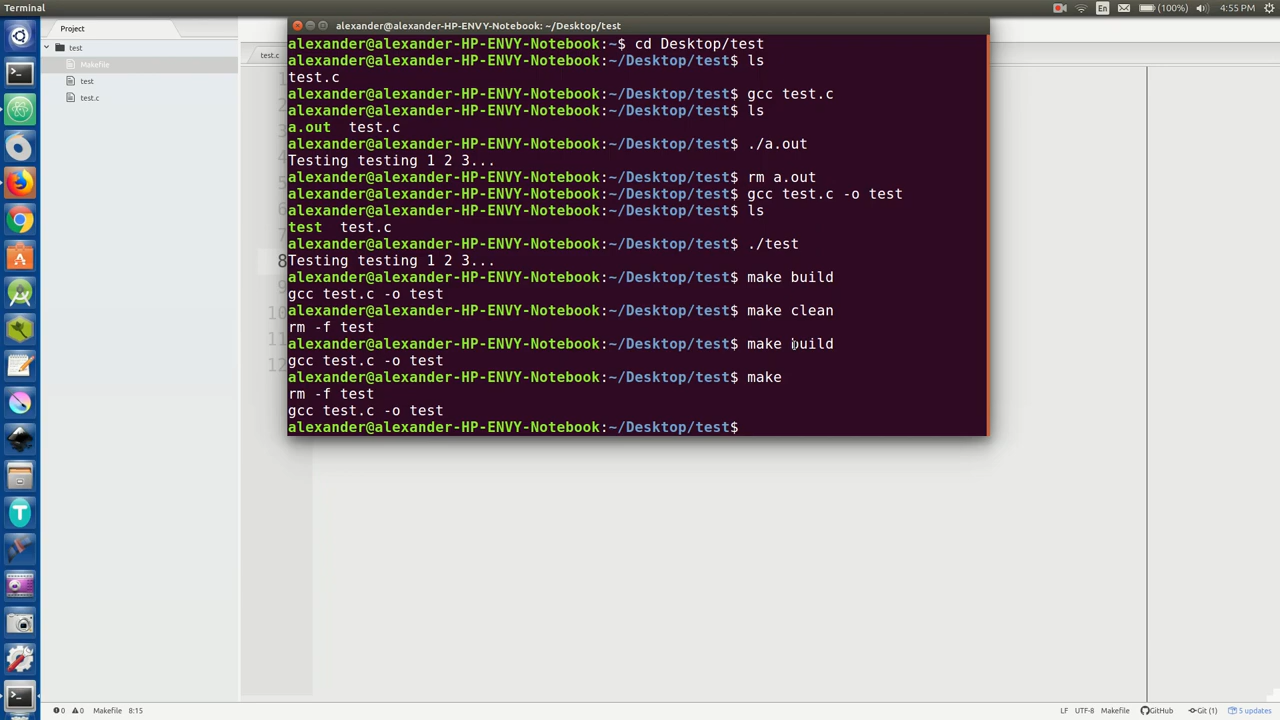 Terminal
En
(100%)
4:55 PM
Project
test
Makefile
test
test.c
test.c
alexander@alexander-HP-ENVY-Notebook: ~/Desktop/test
alexander@alexander-HP-ENVY-Notebook:~$ cd Desktop/test
alexander@alexander-HP-ENVY-Notebook:~/Desktop/test$ ls
test.c
alexander@alexander-HP-ENVY-Notebook:~/Desktop/test$ gcc test.c
alexander@alexander-HP-ENVY-Notebook:~/Desktop/test$ ls
a.out  test.c
alexander@alexander-HP-ENVY-Notebook:~/Desktop/test$ ./a.out
Testing testing 1 2 3...
alexander@alexander-HP-ENVY-Notebook:~/Desktop/test$ rm a.out
alexander@alexander-HP-ENVY-Notebook:~/Desktop/test$ gcc test.c -o test
alexander@alexander-HP-ENVY-Notebook:~/Desktop/test$ ls
test  test.c
alexander@alexander-HP-ENVY-Notebook:~/Desktop/test$ ./test
Testing testing 1 2 3...
alexander@alexander-HP-ENVY-Notebook:~/Desktop/test$ make build
gcc test.c -o test
alexander@alexander-HP-ENVY-Notebook:~/Desktop/test$ make clean
rm -f test
alexander@alexander-HP-ENVY-Notebook:~/Desktop/test$ make build
gcc test.c -o test
alexander@alexander-HP-ENVY-Notebook:~/Desktop/test$ make
rm -f test
gcc test.c -o test
alexander@alexander-HP-ENVY-Notebook:~/Desktop/test$
8
0 0 Makefile 8:15
LF UTF-8 Makefile GitHub Git (1) 5 updates